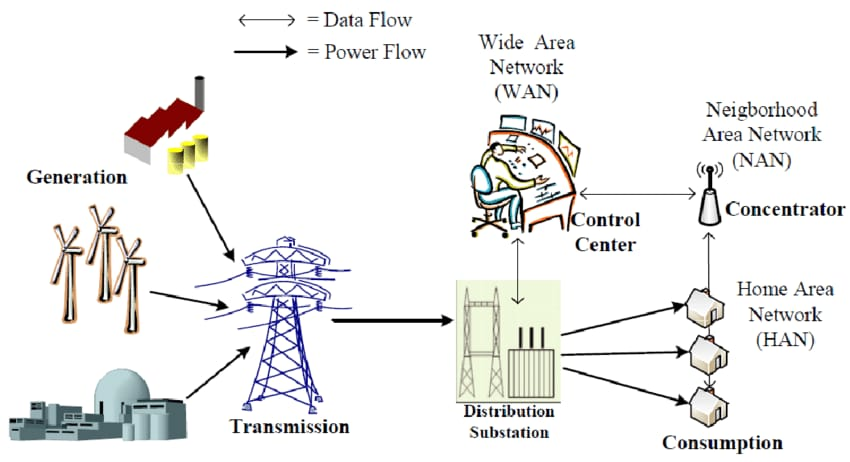 = Data Flow
= Power Flow
Wide Area
Network
(WAN)
Neigborhood
Area Network
(NAN)
Generation
Control
Center
Concentrator
Home Area
Network
(HAN)
Transmission
Distribution
Substation
Consumption